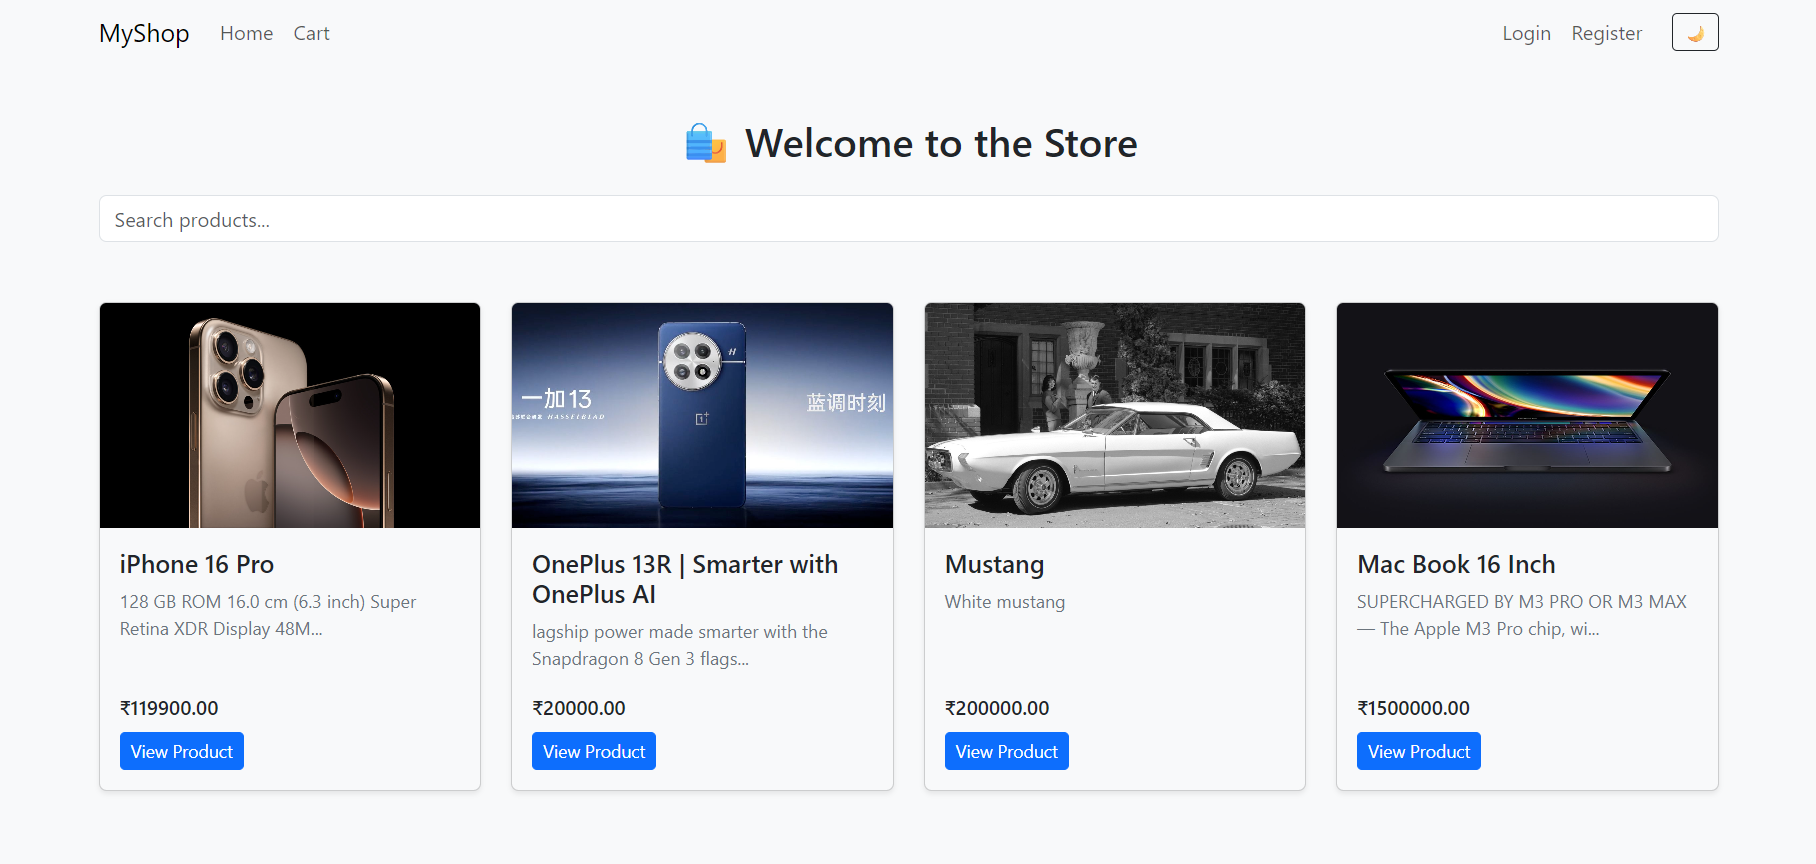 MyShop Home Cart Login Register
Welcome to the Store
Search products...
一加 13
HASSELBLAD
蓝调时刻
H
iPhone 16 Pro
128 GB ROM 16.0 cm (6.3 inch) Super
Retina XDR Display 48M...
₹119900.00
View Product
OnePlus 13R | Smarter with
OnePlus AI
lagship power made smarter with the
Snapdragon 8 Gen 3 flags...
₹20000.00
View Product
Mustang
White mustang
₹200000.00
View Product
Mac Book 16 Inch
SUPERCHARGED BY M3 PRO OR M3 MAX
— The Apple M3 Pro chip, wi...
₹1500000.00
View Product